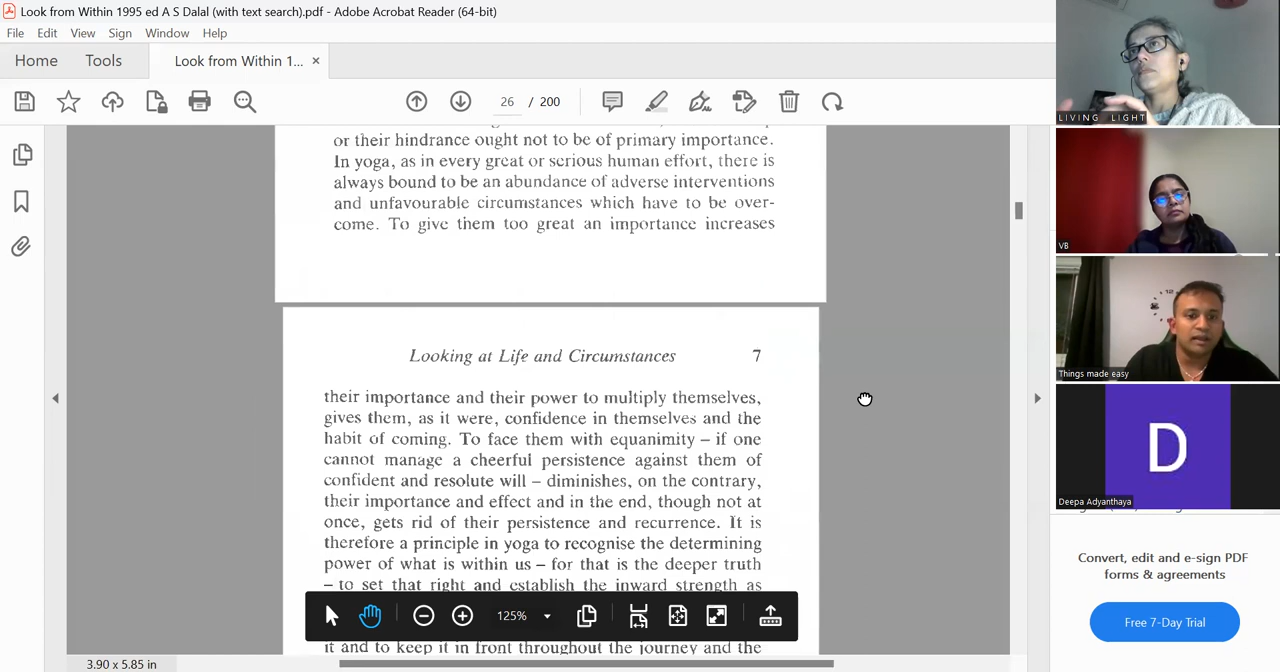 Look from Within 1995 ed A S Dalal (with text search).pdf - Adobe Acrobat Reader (64-bit)
File Edit View Sign Window Help
Home Tools Look from Within 1... ×
26 / 200
or their hindrance ought not to be of primary importance.
In yoga, as in every great or serious human effort, there is
always bound to be an abundance of adverse interventions
and unfavourable circumstances which have to be over-
come. To give them too great an importance increases
Looking at Life and Circumstances 7
their importance and their power to multiply themselves,
gives them, as it were, confidence in themselves and the
habit of coming. To face them with equanimity – if one
cannot manage a cheerful persistence against them of
confident and resolute will – diminishes, on the contrary,
their importance and effect and in the end, though not at
once, gets rid of their persistence and recurrence. It is
therefore a principle in yoga to recognise the determining
power of what is within us – for that is the deeper truth
– to set that right and establish the inward strength as
125%
it and to keep it in front throughout the journey and the
3.90 x 5.85 in
LIVING LIGHT
12
VB
Things made easy
D
Deepa Adyanthaya
Convert, edit and e-sign PDF
forms & agreements
Free 7-Day Trial